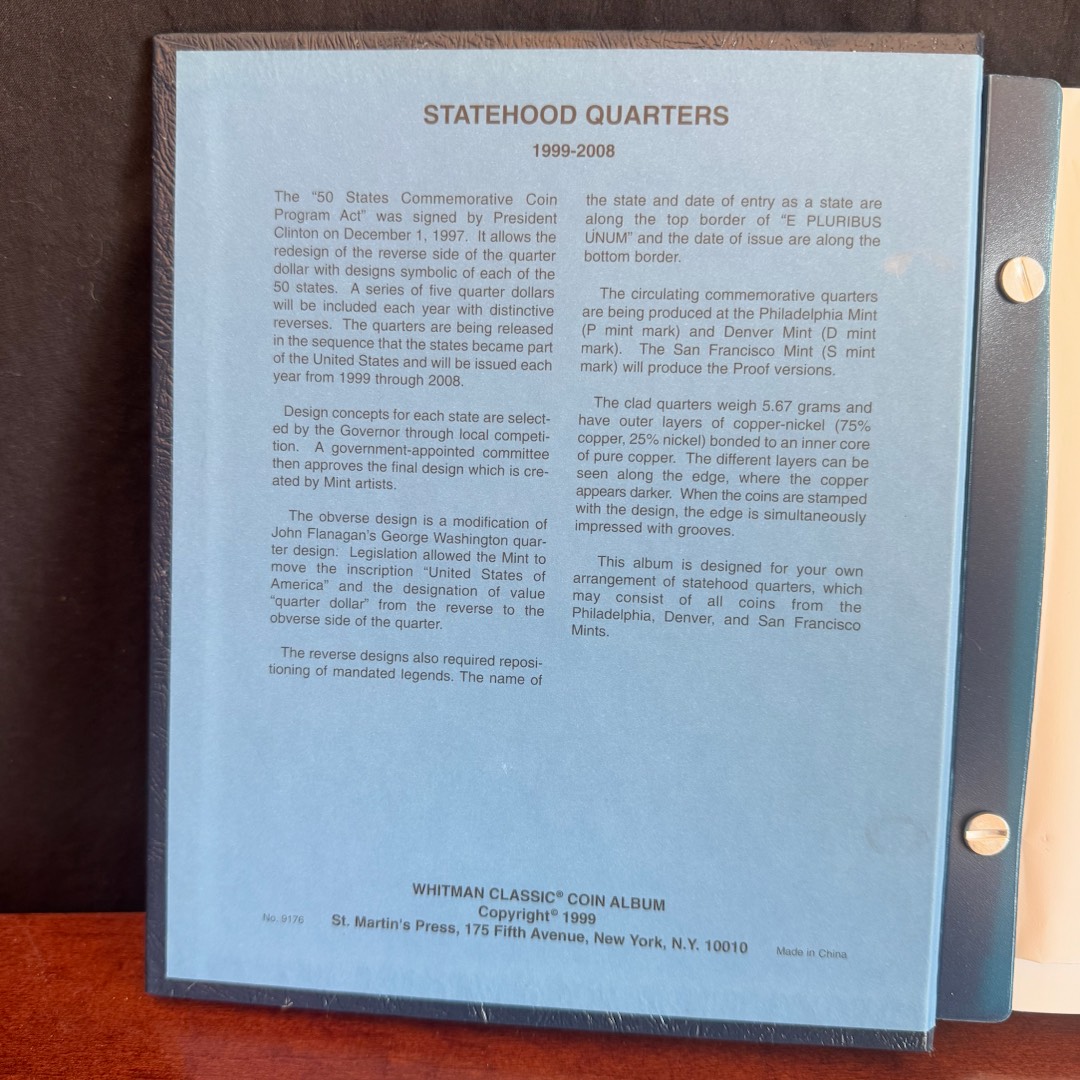 STATEHOOD QUARTERS
1999-2008
The “50 States Commemorative Coin
Program Act” was signed by President
Clinton on December 1, 1997. It allows the
redesign of the reverse side of the quarter
dollar with designs symbolic of each of the
50 states. A series of five quarter dollars
will be included each year with distinctive
reverses. The quarters are being released
in the sequence that the states became part
of the United States and will be issued each
year from 1999 through 2008.
Design concepts for each state are select-
ed by the Governor through local competi-
tion. A government-appointed committee
then approves the final design which is cre-
ated by Mint artists.
The obverse design is a modification of
John Flanagan's George Washington quar-
ter design. Legislation allowed the Mint to
move the inscription “United States of
America” and the designation of value
“quarter dollar” from the reverse to the
obverse side of the quarter.
The reverse designs also required reposi-
tioning of mandated legends. The name of
the state and date of entry as a state are
along the top border of “E PLURIBUS
UNUM” and the date of issue are along the
bottom border.
The circulating commemorative quarters
are being produced at the Philadelphia Mint
(P mint mark) and Denver Mint (D mint
mark). The San Francisco Mint (S mint
mark) will produce the Proof versions.
The clad quarters weigh 5.67 grams and
have outer layers of copper-nickel (75%
copper, 25% nickel) bonded to an inner core
of pure copper. The different layers can be
seen along the edge, where the copper
appears darker. When the coins are stamped
with the design, the edge is simultaneously
impressed with grooves.
This album is designed for your own
arrangement of statehood quarters, which
may consist of all coins from the
Philadelphia, Denver, and San Francisco
Mints.
WHITMAN CLASSIC® COIN ALBUM
Copyright© 1999
No. 9176 St. Martin's Press, 175 Fifth Avenue, New York, N.Y. 10010 Made in China